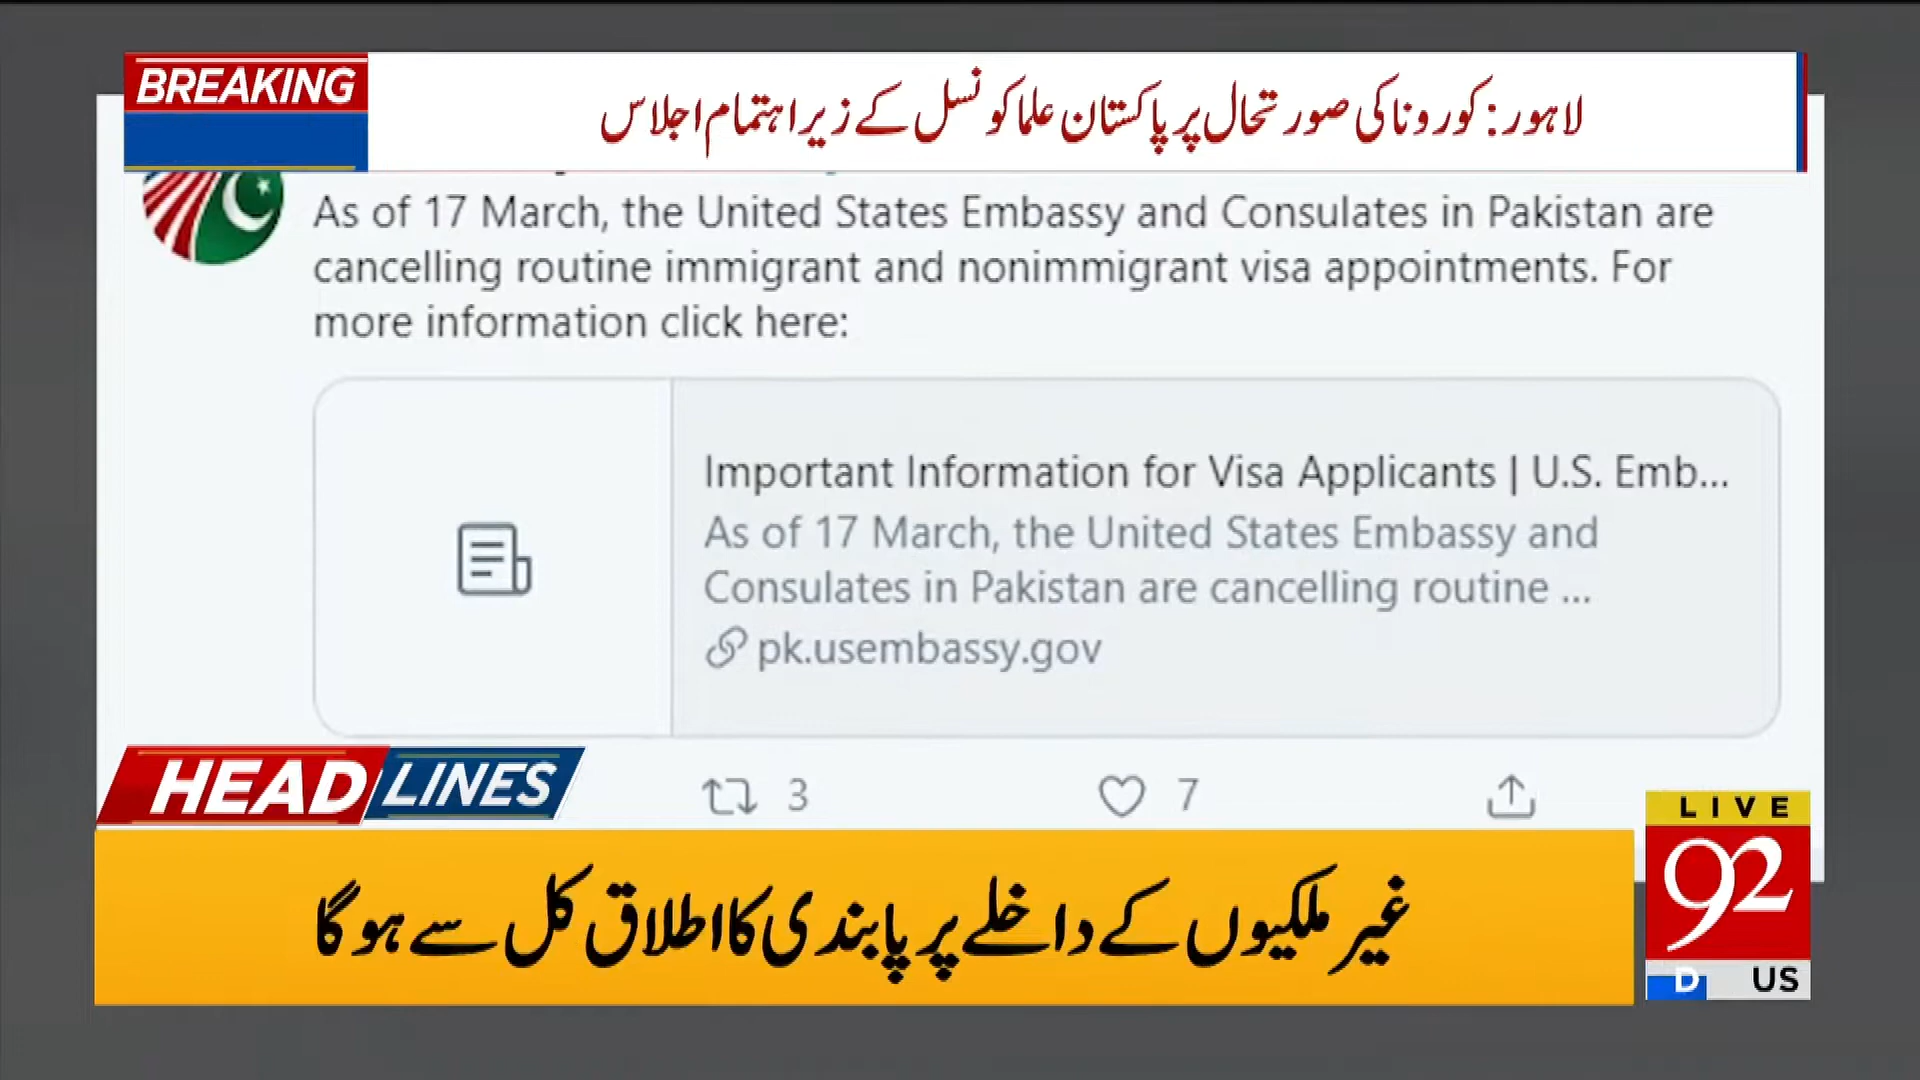 BREAKING
لاہور: کورونا کی صورتحال پر پاکستان علما کونسل کے زیر اہتمام اجلاس
As of 17 March, the United States Embassy and Consulates in Pakistan are
cancelling routine immigrant and nonimmigrant visa appointments. For
more information click here:
Important Information for Visa Applicants | U.S. Emb...
As of 17 March, the United States Embassy and
Consulates in Pakistan are cancelling routine ...
pk.usembassy.gov
3
7
HEADLINES
LIVE
92
D US
غیر ملکیوں کے داخلے پر پابندی کا اطلاق کل سے ہو گا